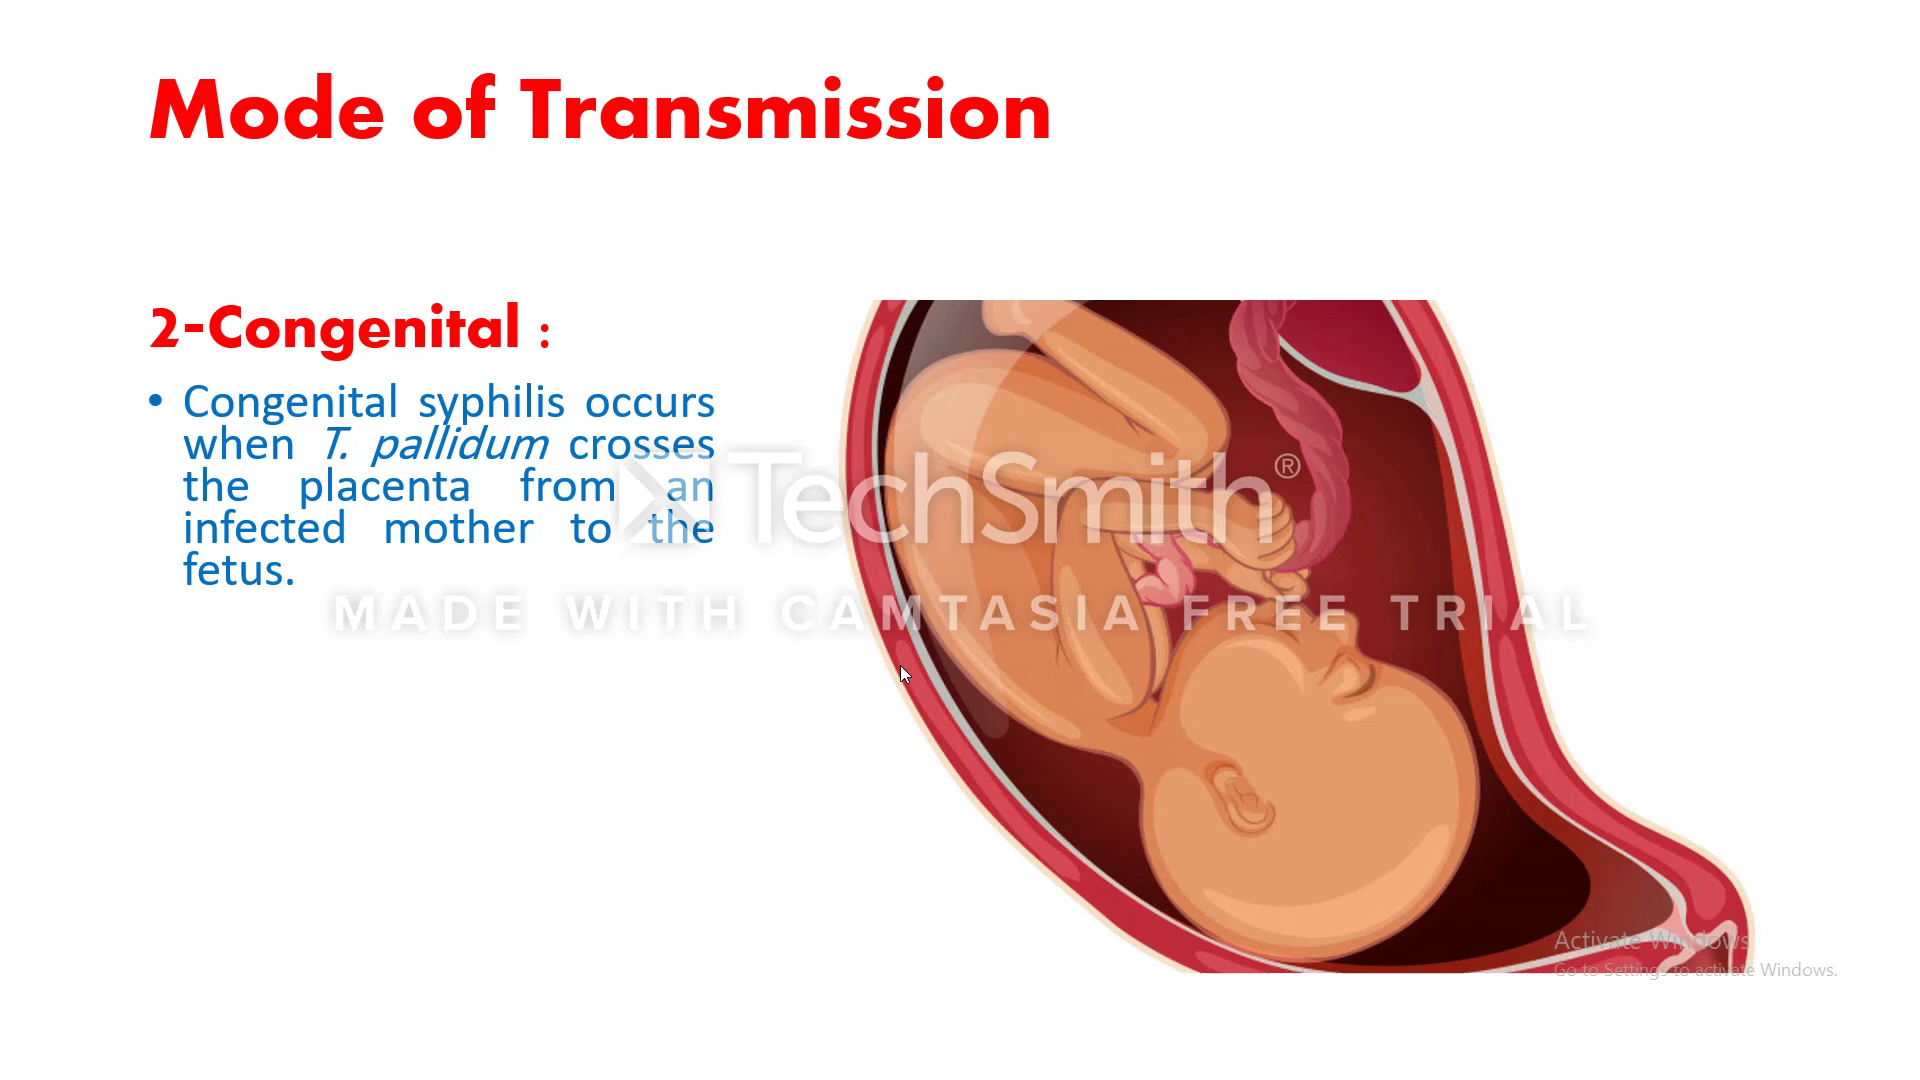 Mode of Transmission
2-Congenital :
• Congenital syphilis occurs
when T. pallidum crosses
the placenta from an
infected mother to the
fetus.
TechSmith®
MADE WITH CAMTASIA FREE TRIAL
Activate Windows
Go to Settings to activate Windows.